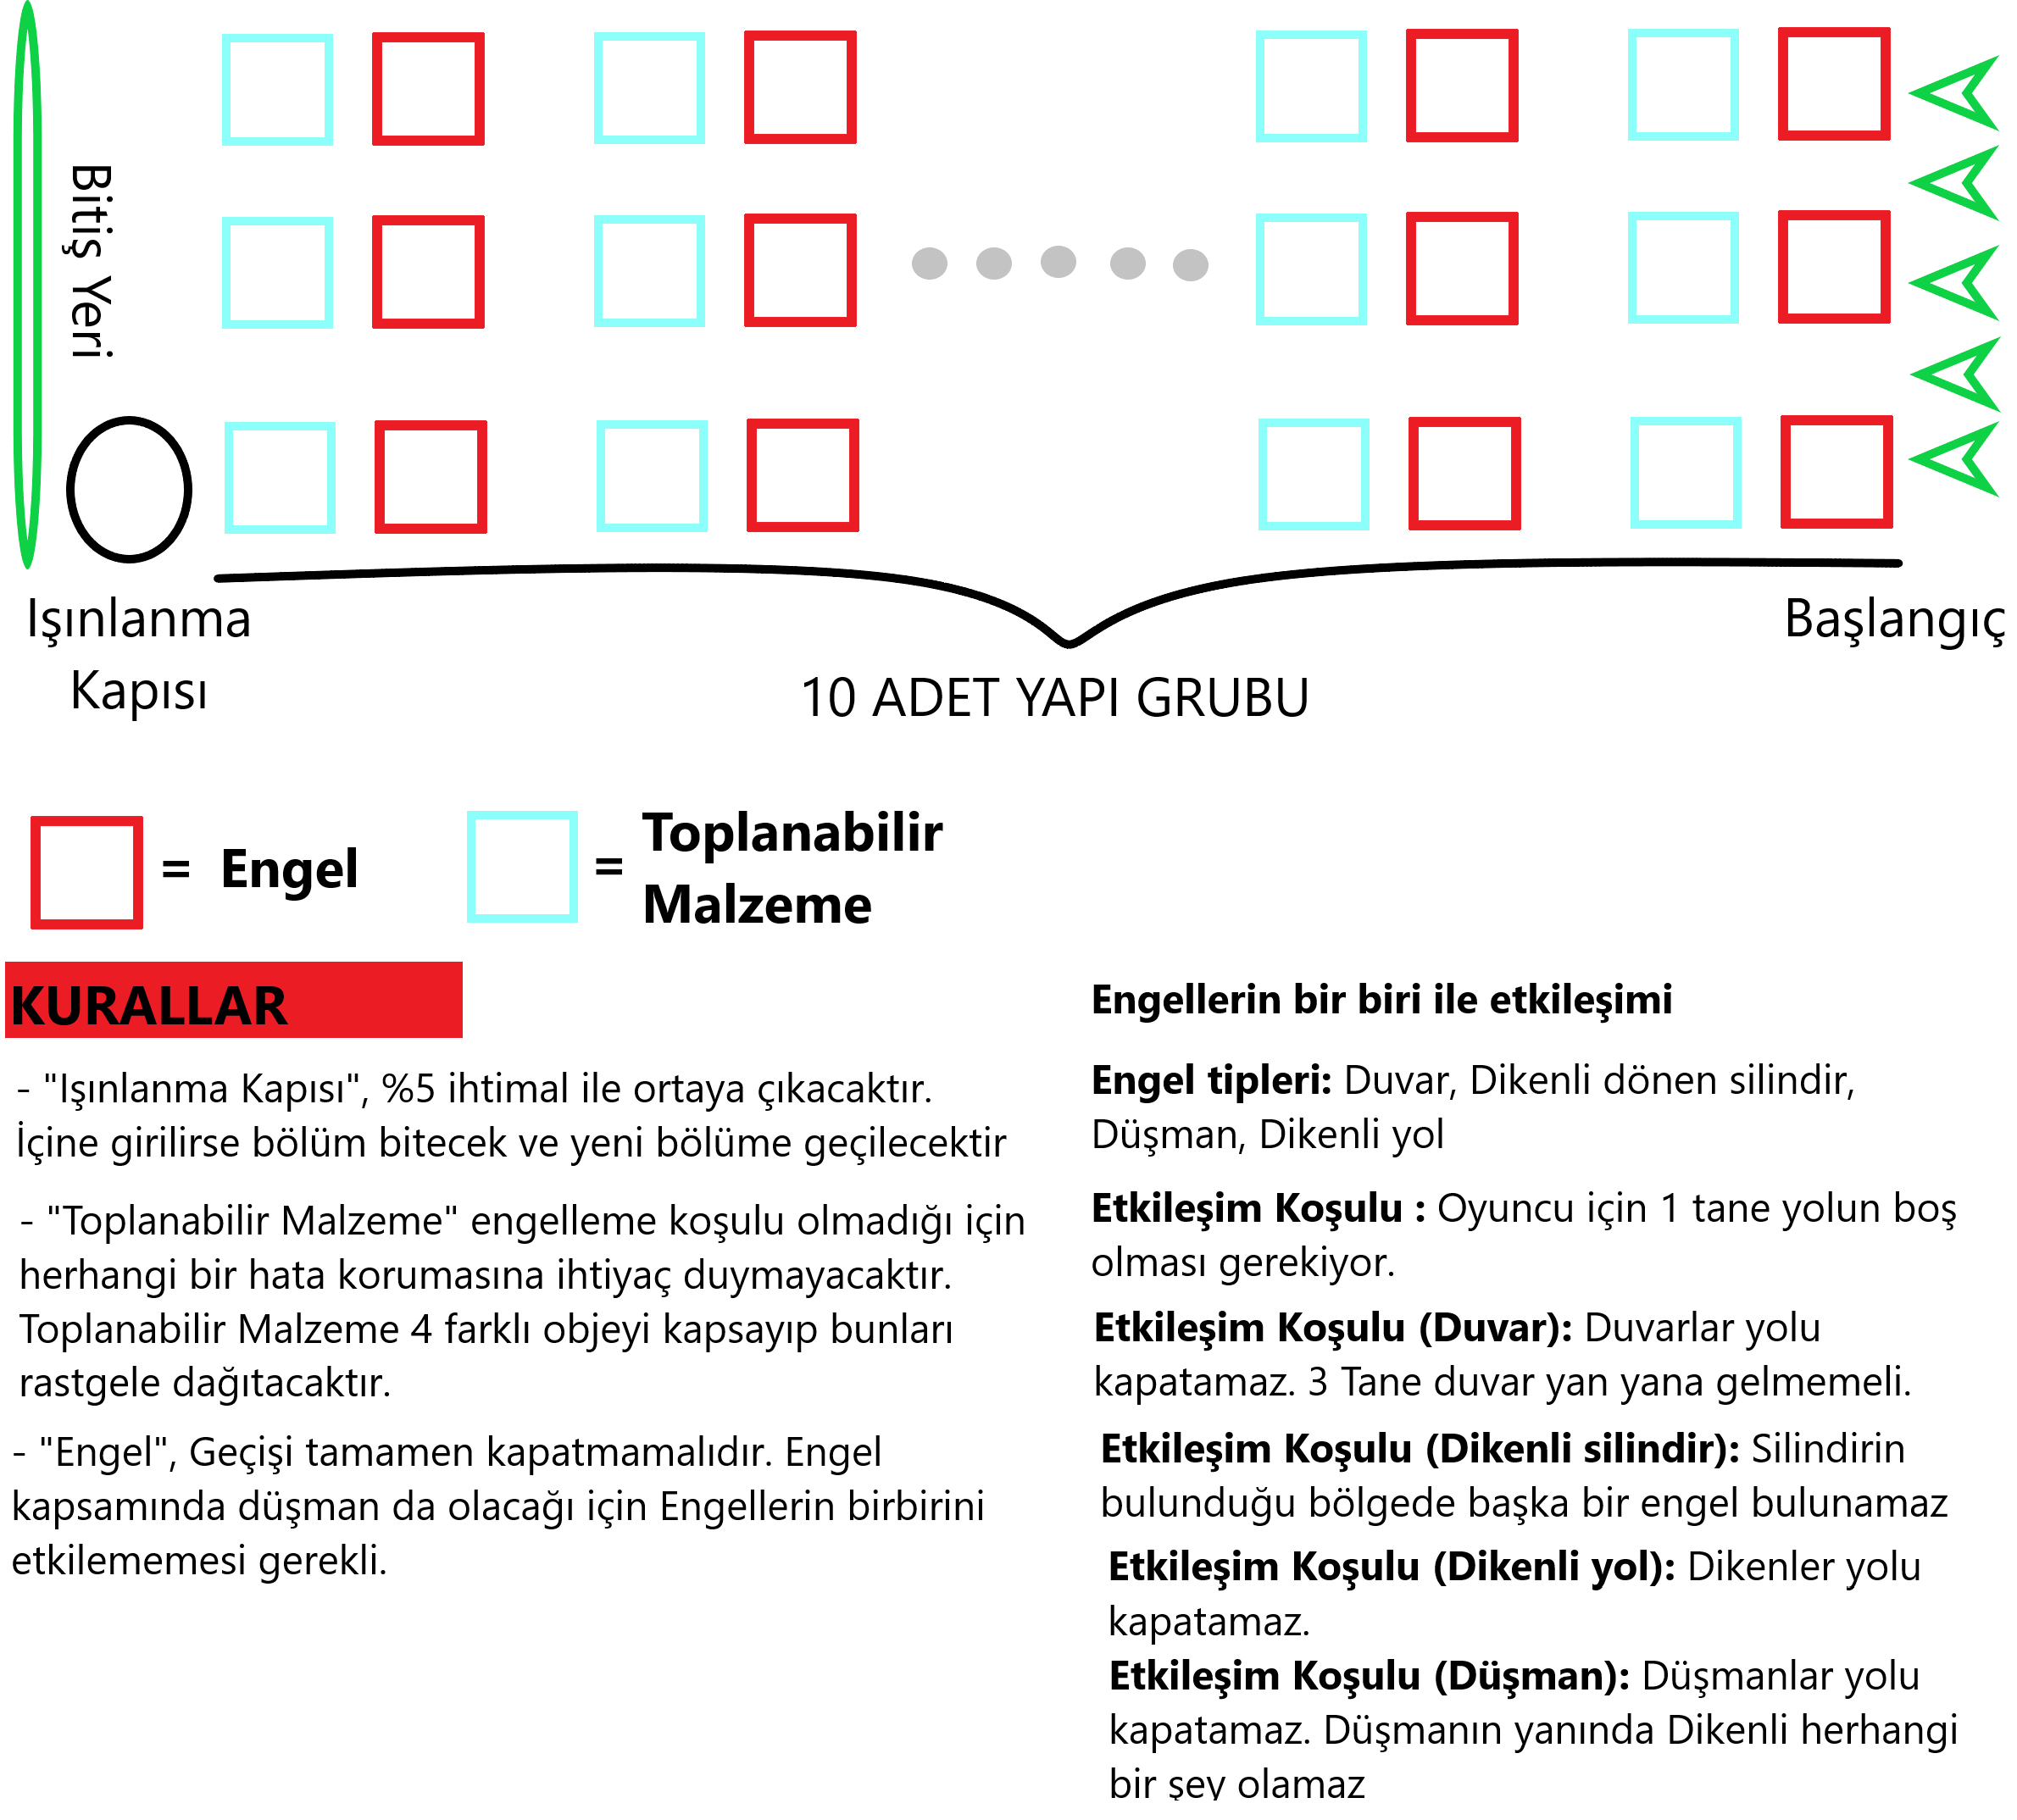 Bitiş Yeri
Işınlanma
Kapısı
Başlangıç
10 ADET YAPI GRUBU
= Engel
= Toplanabilir
Malzeme
KURALLAR
- "Işınlanma Kapısı", %5 ihtimal ile ortaya çıkacaktır.
İçine girilirse bölüm bitecek ve yeni bölüme geçilecektir
- "Toplanabilir Malzeme" engelleme koşulu olmadığı için
herhangi bir hata korumasına ihtiyaç duymayacaktır.
Toplanabilir Malzeme 4 farklı objeyi kapsayıp bunları
rastgele dağıtacaktır.
- "Engel", Geçişi tamamen kapatmamalıdır. Engel
kapsamında düşman da olacağı için Engellerin birbirini
etkilememesi gerekli.
Engellerin bir biri ile etkileşimi
Engel tipleri: Duvar, Dikenli dönen silindir,
Düşman, Dikenli yol
Etkileşim Koşulu : Oyuncu için 1 tane yolun boş
olması gerekiyor.
Etkileşim Koşulu (Duvar): Duvarlar yolu
kapatamaz. 3 Tane duvar yan yana gelmemeli.
Etkileşim Koşulu (Dikenli silindir): Silindirin
bulunduğu bölgede başka bir engel bulunamaz
Etkileşim Koşulu (Dikenli yol): Dikenler yolu
kapatamaz.
Etkileşim Koşulu (Düşman): Düşmanlar yolu
kapatamaz. Düşmanın yanında Dikenli herhangi
bir şey olamaz